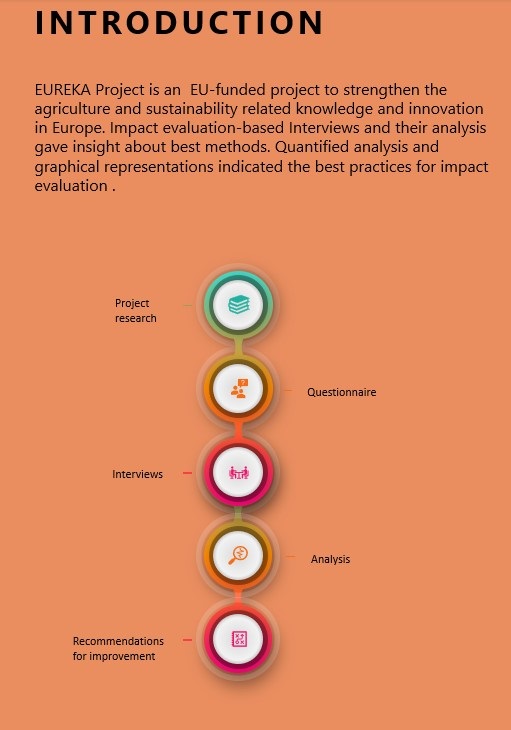 INTRODUCTION
EUREKA Project is an  EU-funded project to strengthen the
agriculture and sustainability related knowledge and innovation
in Europe. Impact evaluation-based Interviews and their analysis
gave insight about best methods. Quantified analysis and
graphical representations indicated the best practices for impact
evaluation .
Project
research
Questionnaire
Interviews
Analysis
Recommendations
for improvement